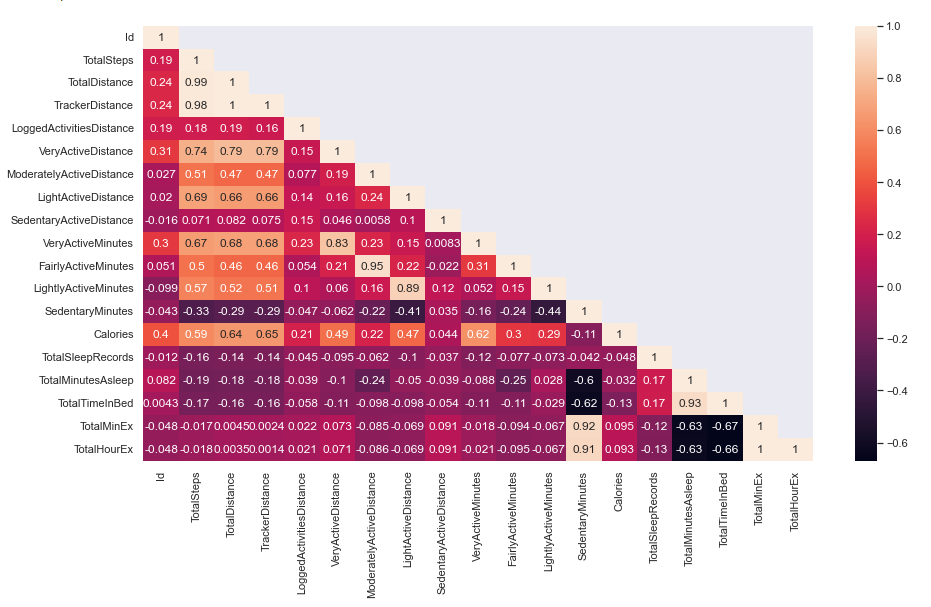 Id 1
TotalSteps 0.19 1
TotalDistance 0.24 0.99 1
TrackerDistance 0.24 0.98 1 1
LoggedActivitiesDistance 0.19 0.18 0.19 0.16 1
VeryActiveDistance 0.31 0.74 0.79 0.79 0.15 1
ModeratelyActiveDistance 0.027 0.51 0.47 0.47 0.077 0.19 1
LightActiveDistance 0.02 0.69 0.66 0.66 0.14 0.16 0.24 1
SedentaryActiveDistance -0.016 0.071 0.082 0.075 0.15 0.046 0.0058 0.1 1
VeryActiveMinutes 0.3 0.67 0.68 0.68 0.23 0.83 0.23 0.15 0.0083 1
FairlyActiveMinutes 0.051 0.5 0.46 0.46 0.054 0.21 0.95 0.22 -0.022 0.31 1
LightlyActiveMinutes -0.099 0.57 0.52 0.51 0.1 0.06 0.16 0.89 0.12 0.052 0.15 1
SedentaryMinutes -0.043 -0.33 -0.29 -0.29 -0.047 -0.062 -0.22 -0.41 0.035 -0.16 -0.24 -0.44 1
Calories 0.4 0.59 0.64 0.65 0.21 0.49 0.22 0.47 0.044 0.62 0.3 0.29 -0.11 1
TotalSleepRecords -0.012 -0.16 -0.14 -0.14 -0.045 -0.095 -0.062 -0.1 -0.037 -0.12 -0.077 -0.073 -0.042 -0.048 1
TotalMinutesAsleep 0.082 -0.19 -0.18 -0.18 -0.039 -0.1 -0.24 -0.05 -0.039 -0.088 -0.25 0.028 -0.6 -0.032 0.17 1
TotalTimeInBed 0.0043 -0.17 -0.16 -0.16 -0.058 -0.11 -0.098 -0.098 -0.054 -0.11 -0.11 -0.029 -0.62 -0.13 0.17 0.93 1
TotalMinEx -0.048 -0.017 0.0045 0.0024 0.022 0.073 -0.085 -0.069 0.091 -0.018 -0.094 -0.067 0.92 0.095 -0.12 -0.63 -0.67 1
TotalHourEx -0.048 -0.018 0.0035 0.0014 0.021 0.071 -0.086 -0.069 0.091 -0.021 -0.095 -0.067 0.91 0.093 -0.13 -0.63 -0.66 1 1
Id
TotalSteps
TotalDistance
TrackerDistance
LoggedActivitiesDistance
VeryActiveDistance
ModeratelyActiveDistance
LightActiveDistance
SedentaryActiveDistance
VeryActiveMinutes
FairlyActiveMinutes
LightlyActiveMinutes
SedentaryMinutes
Calories
TotalSleepRecords
TotalMinutesAsleep
TotalTimeInBed
TotalMinEx
TotalHourEx
1.0
0.8
0.6
0.4
0.2
0.0
−0.2
−0.4
−0.6